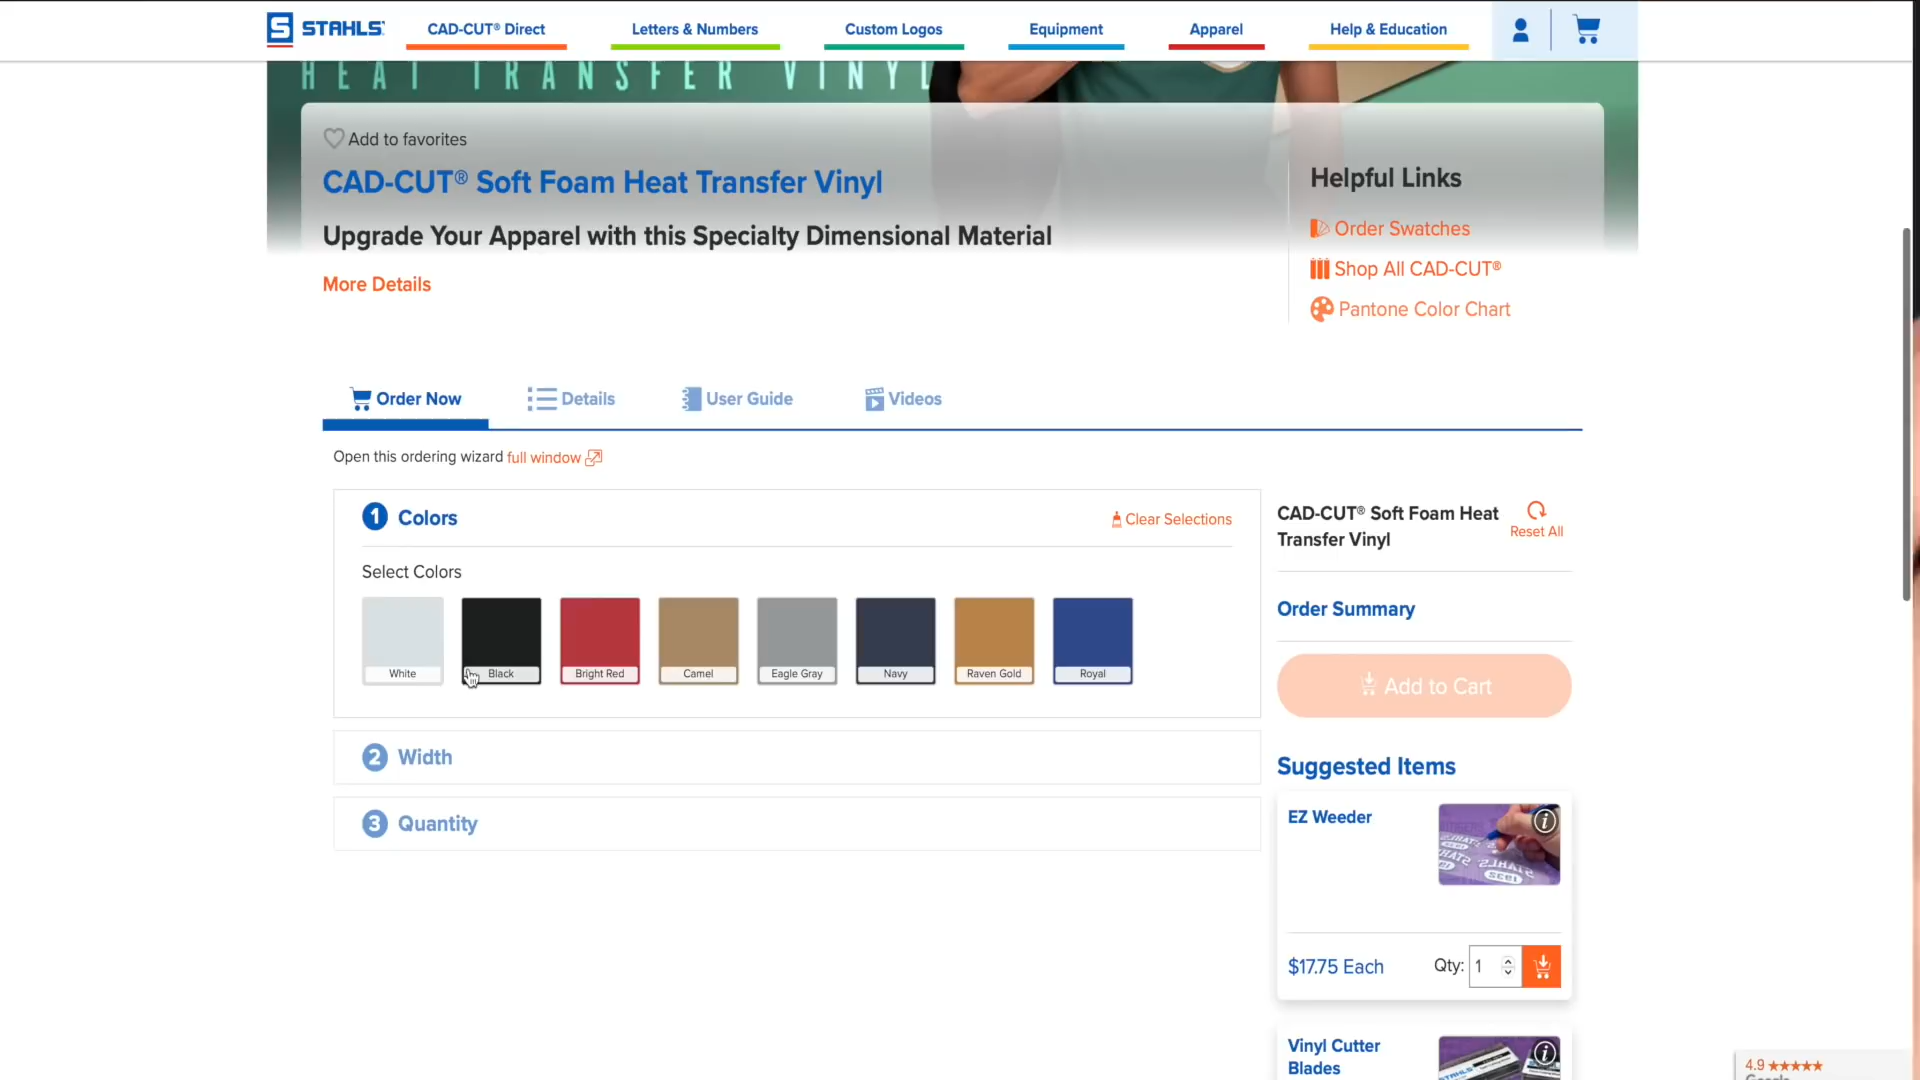 STAHLS'
CAD-CUT® Direct
Letters & Numbers
Custom Logos
Equipment
Apparel
Help & Education
HEAT TRANSFER VINYL
Add to favorites
CAD-CUT® Soft Foam Heat Transfer Vinyl
Upgrade Your Apparel with this Specialty Dimensional Material
More Details
Helpful Links
Order Swatches
Shop All CAD-CUT®
Pantone Color Chart
Order Now
Details
User Guide
Videos
Open this ordering wizard full window
1 Colors
Clear Selections
Select Colors
White
Black
Bright Red
Camel
Eagle Gray
Navy
Raven Gold
Royal
2 Width
3 Quantity
CAD-CUT® Soft Foam Heat
Transfer Vinyl
Reset All
Order Summary
Add to Cart
Suggested Items
EZ Weeder
$17.75 Each
Qty: 1
Vinyl Cutter
Blades
4.9 ★★★★★